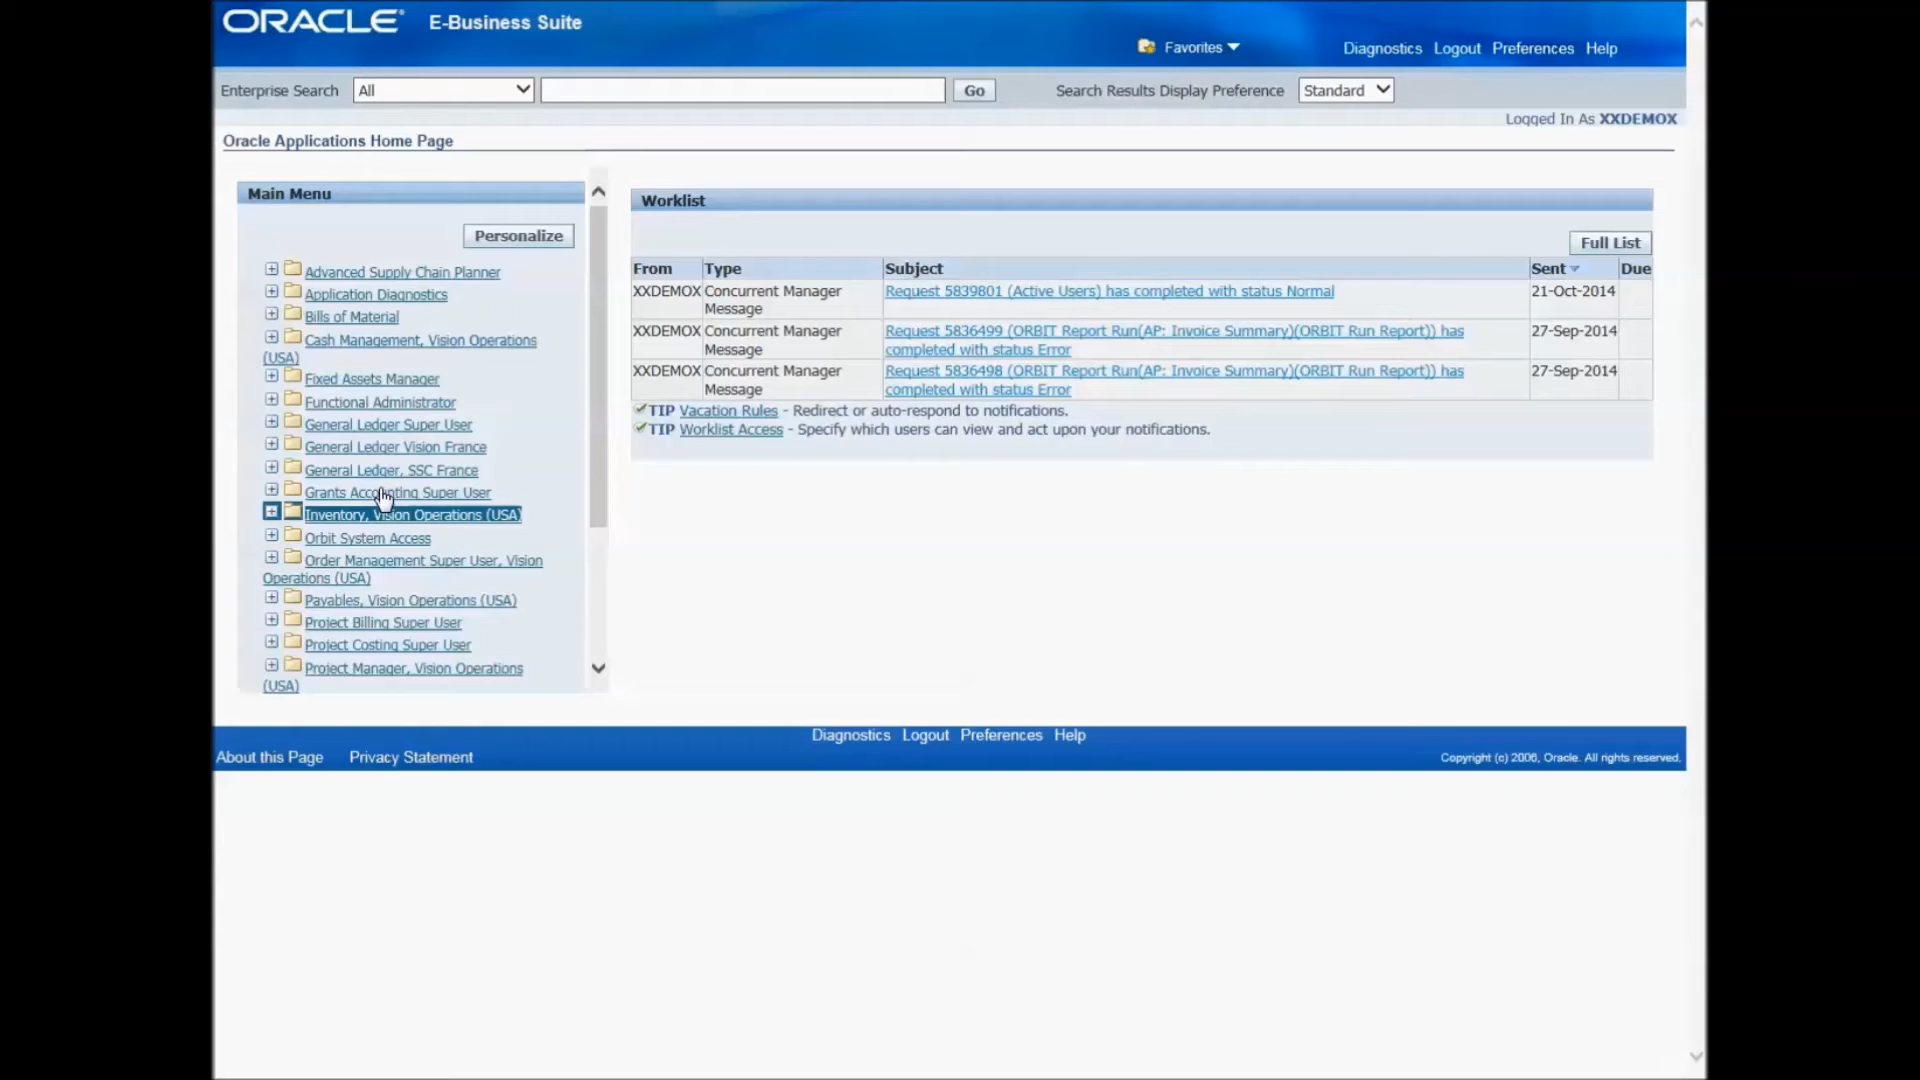 ORACLE E-Business Suite
Favorites Diagnostics Logout Preferences Help
Enterprise Search All Go Search Results Display Preference Standard
Logged In As XXDEMOX
Oracle Applications Home Page
Main Menu
Personalize
Advanced Supply Chain Planner
Application Diagnostics
Bills of Material
Cash Management, Vision Operations
(USA)
Fixed Assets Manager
Functional Administrator
General Ledger Super User
General Ledger Vision France
General Ledger, SSC France
Grants Accounting Super User
Inventory, Vision Operations (USA)
Orbit System Access
Order Management Super User, Vision
Operations (USA)
Payables, Vision Operations (USA)
Project Billing Super User
Project Costing Super User
Project Manager, Vision Operations
(USA)
Worklist
Full List
From Type Subject Sent Due
XXDEMOX Concurrent Manager Request 5839801 (Active Users) has completed with status Normal 21-Oct-2014
Message
XXDEMOX Concurrent Manager Request 5836499 (ORBIT Report Run(AP: Invoice Summary)(ORBIT Run Report)) has 27-Sep-2014
Message completed with status Error
XXDEMOX Concurrent Manager Request 5836498 (ORBIT Report Run(AP: Invoice Summary)(ORBIT Run Report)) has 27-Sep-2014
Message completed with status Error
TIP Vacation Rules - Redirect or auto-respond to notifications.
TIP Worklist Access - Specify which users can view and act upon your notifications.
Diagnostics Logout Preferences Help
About this Page Privacy Statement Copyright (c) 2006, Oracle. All rights reserved.